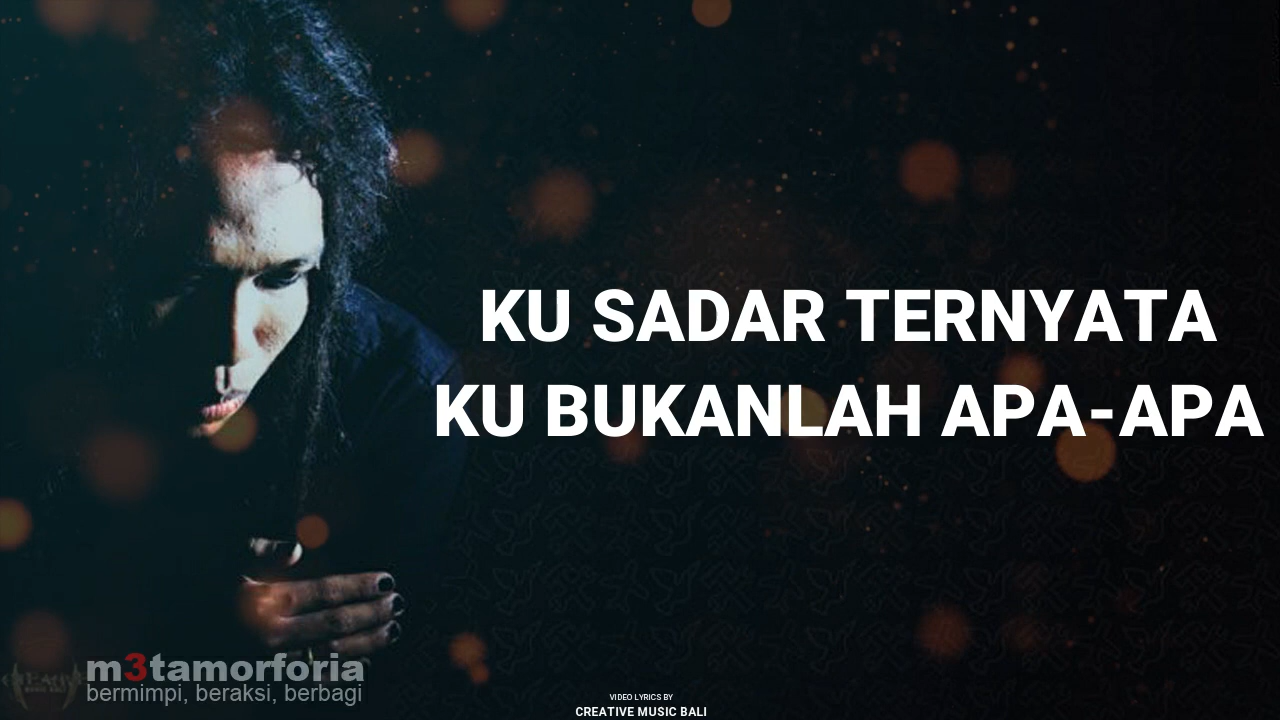 KU SADAR TERNYATA
KU BUKANLAH APA-APA
m3tamorforia
bermimpi, beraksi, berbagi
VIDEO LYRICS BY
CREATIVE MUSIC BALI